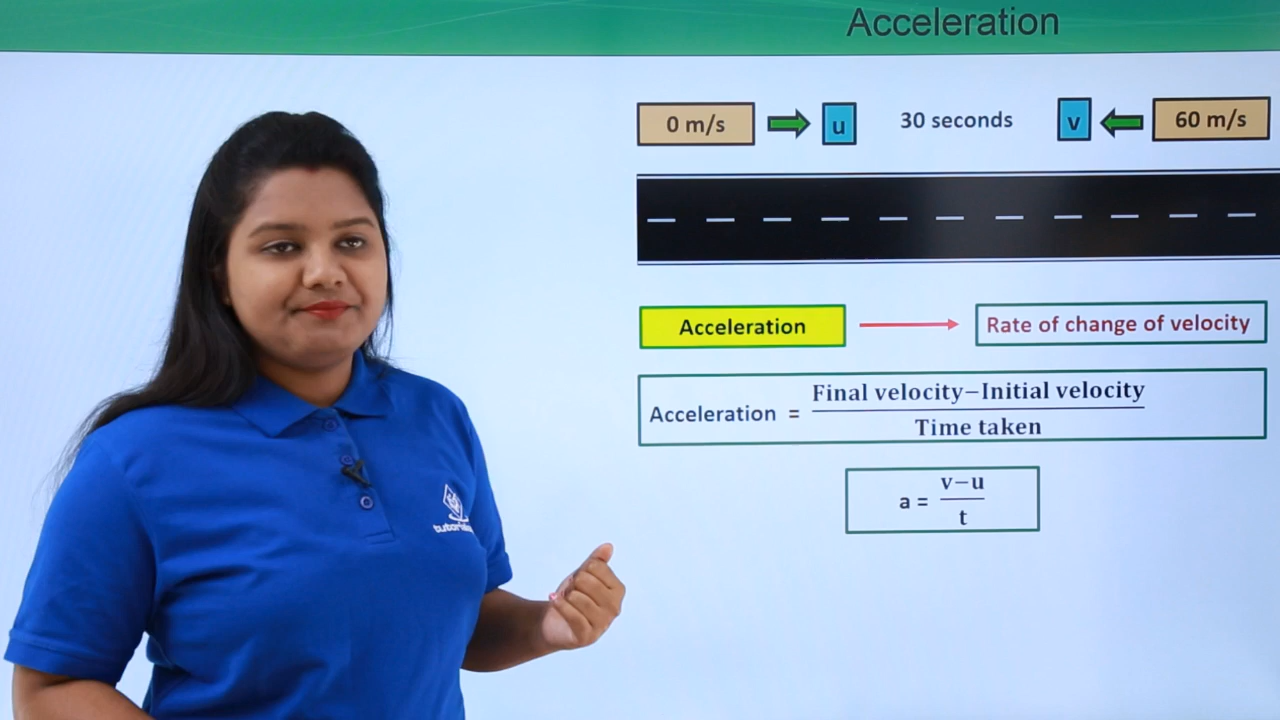 Acceleration
0 m/s u 30 seconds v 60 m/s
Acceleration Rate of change of velocity
Acceleration = Final velocity−Initial velocity
Time taken
a = v−u
t